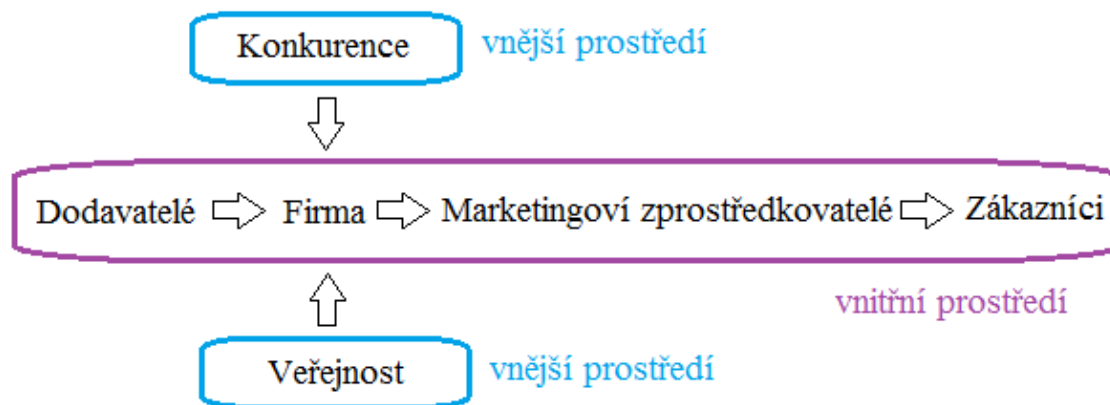 Konkurence vnější prostředí
Dodavatelé Firma Marketingoví zprostředkovatelé Zákazníci
vnitřní prostředí
Veřejnost vnější prostředí